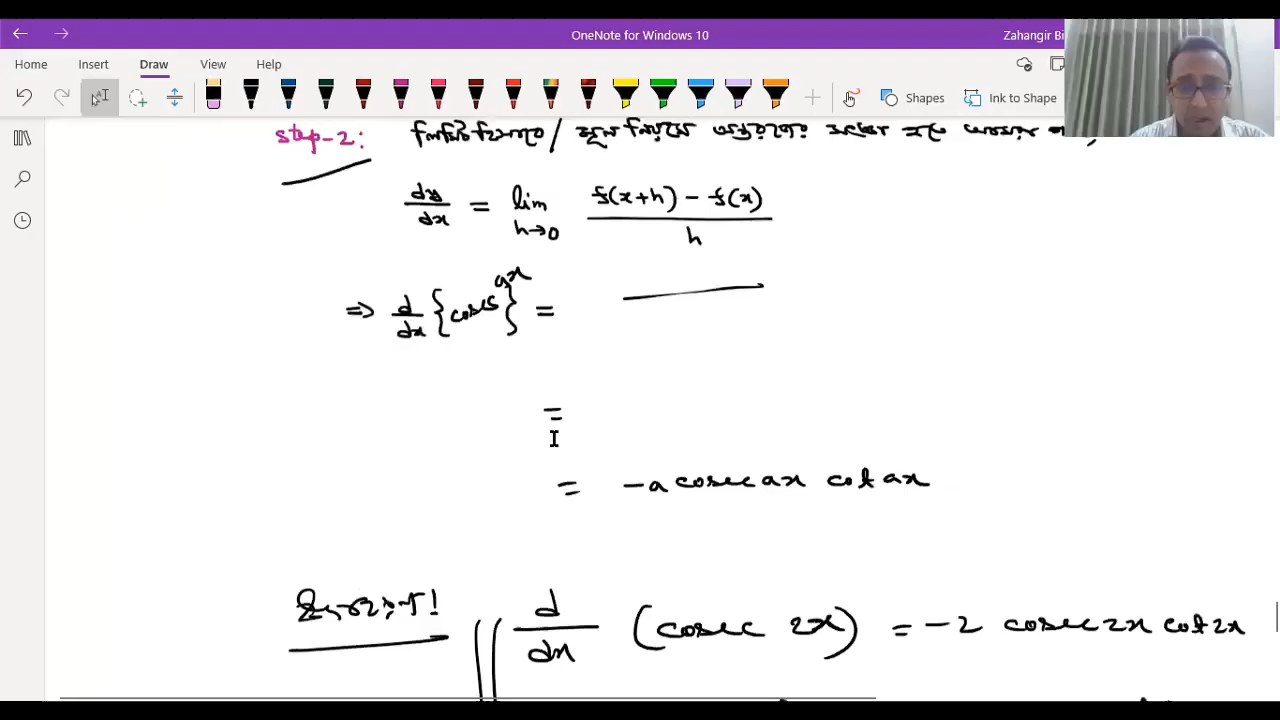 OneNote for Windows 10
Zahangir Bi
Home Insert Draw View Help
Shapes Ink to Shape
step-2:
dy/dx = lim h→0 f(x+h) - f(x) / h
⇒ d/dx {cosec ax} =
=
= -a cosec ax cot ax
d/dx (cosec 2x) = -2 cosec 2x cot 2x